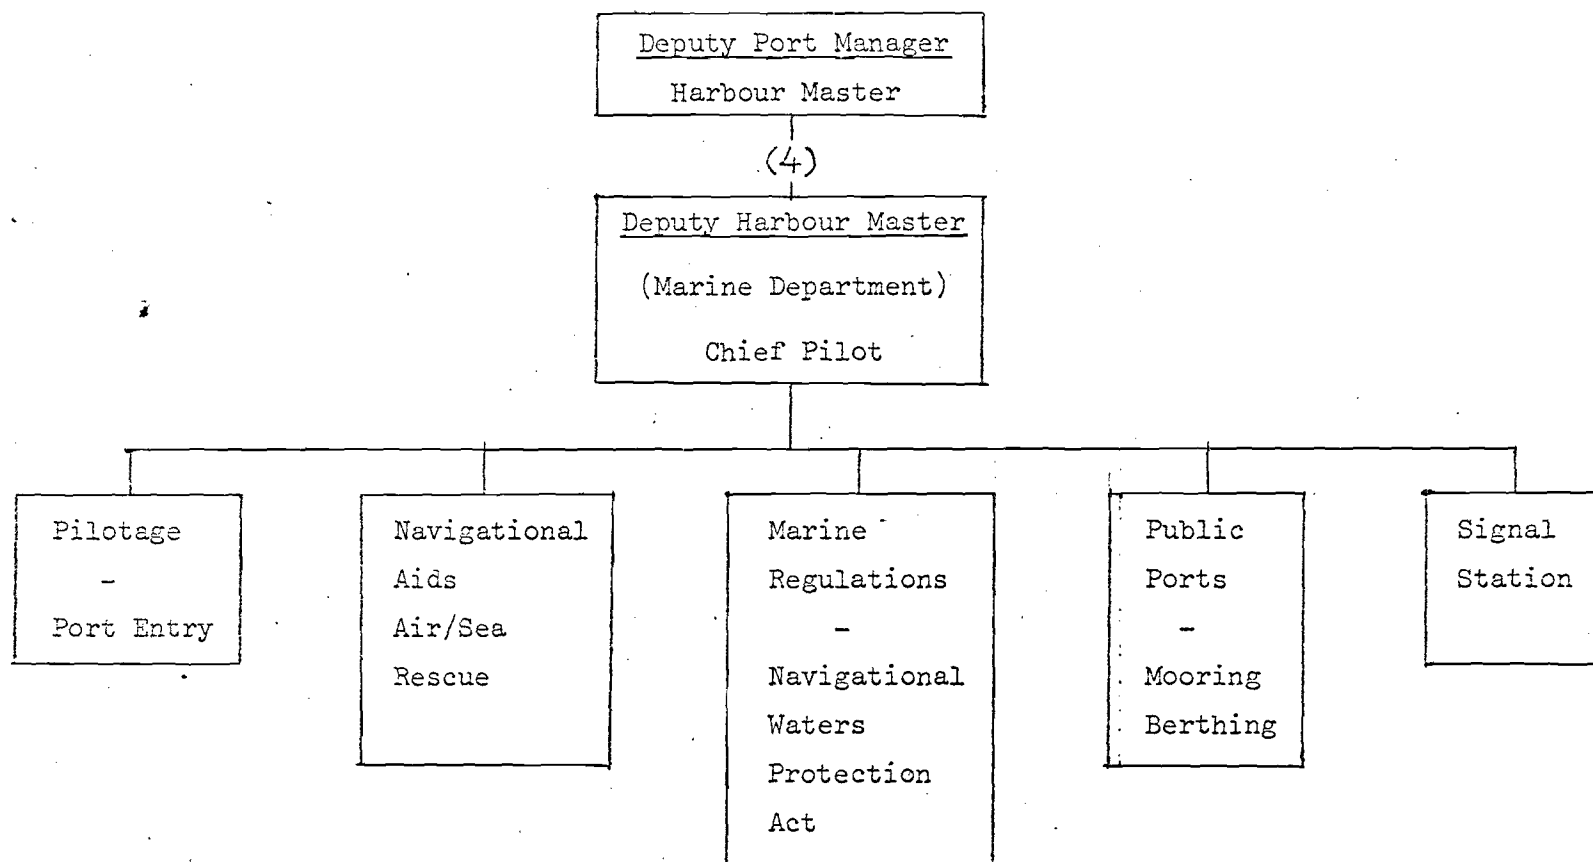 Deputy Port Manager
Harbour Master
(4)
Deputy Harbour Master
(Marine Department)
Chief Pilot
Pilotage
-
Port Entry
Navigational
Aids
Air/Sea
Rescue
Marine
Regulations
-
Navigational
Waters
Protection
Act
Public
Ports
-
Mooring
Berthing
Signal
Station